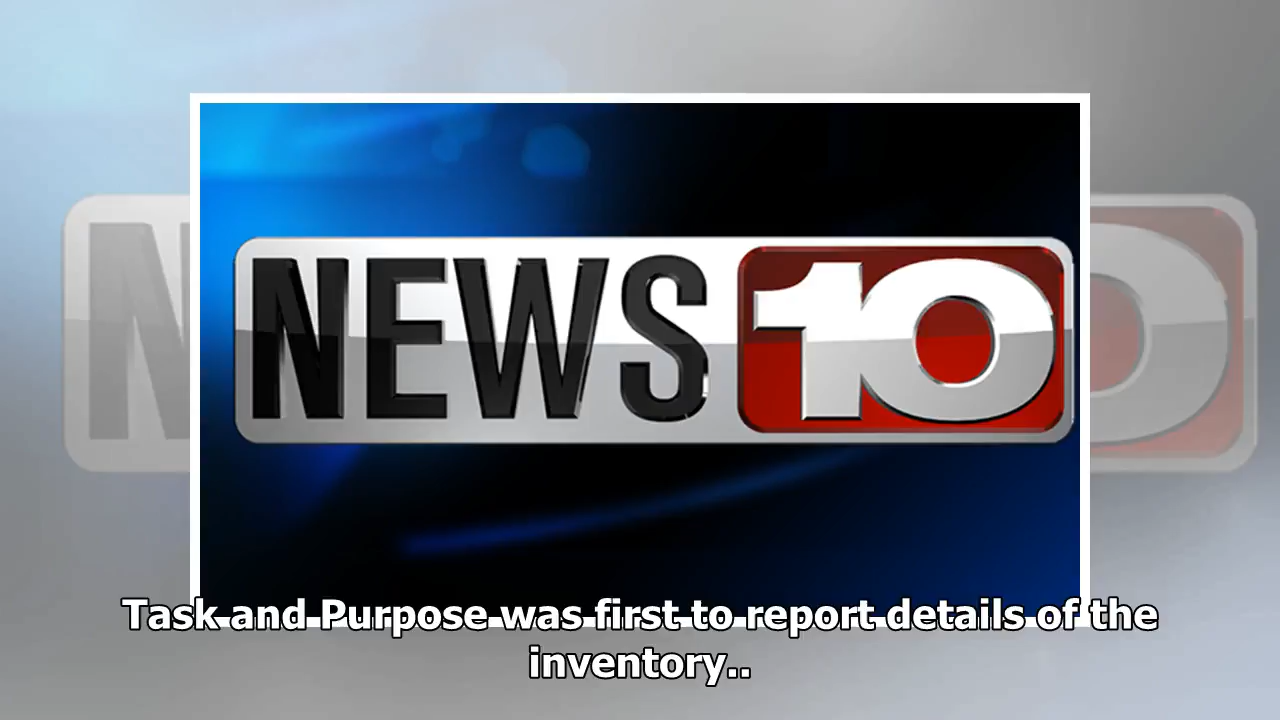 NEWS 10
Task and Purpose was first to report details of the
inventory..